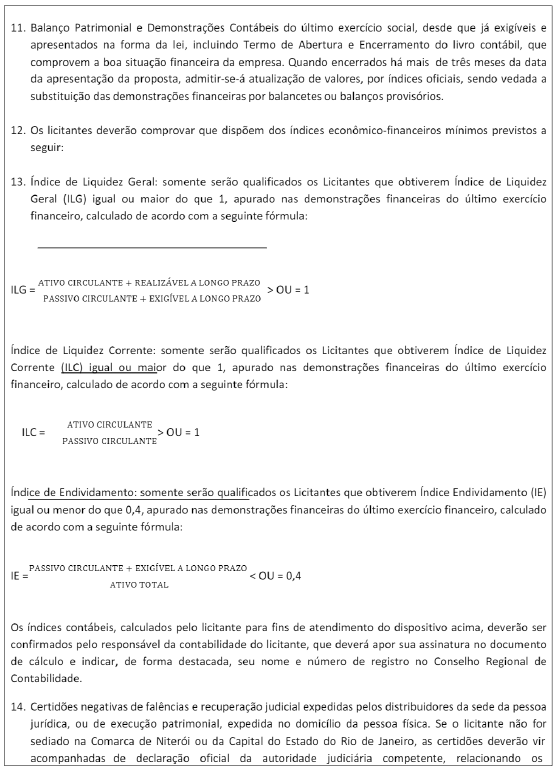 11. Balanço Patrimonial e Demonstrações Contábeis do último exercício social, desde que já exigíveis e
apresentados na forma da lei, incluindo Termo de Abertura e Encerramento do livro contábil, que
comprovem a boa situação financeira da empresa. Quando encerrados há mais de três meses da data
da apresentação da proposta, admitir-se-á atualização de valores, por índices oficiais, sendo vedada a
substituição das demonstrações financeiras por balancetes ou balanços provisórios.
12. Os licitantes deverão comprovar que dispõem dos índices econômico-financeiros mínimos previstos a
seguir:
13. Índice de Liquidez Geral: somente serão qualificados os Licitantes que obtiverem Índice de Liquidez
Geral (ILG) igual ou maior do que 1, apurado nas demonstrações financeiras do último exercício
financeiro, calculado de acordo com a seguinte fórmula:
ATIVO CIRCULANTE + REALIZÁVEL A LONGO PRAZO
ILG = > OU = 1
PASSIVO CIRCULANTE + EXIGÍVEL A LONGO PRAZO
Índice de Liquidez Corrente: somente serão qualificados os Licitantes que obtiverem Índice de Liquidez
Corrente (ILC) igual ou maior do que 1, apurado nas demonstrações financeiras do último exercício
financeiro, calculado de acordo com a seguinte fórmula:
ATIVO CIRCULANTE
ILC = > OU = 1
PASSIVO CIRCULANTE
Índice de Endividamento: somente serão qualificados os Licitantes que obtiverem Índice Endividamento (IE)
igual ou menor do que 0,4, apurado nas demonstrações financeiras do último exercício financeiro, calculado
de acordo com a seguinte fórmula:
PASSIVO CIRCULANTE + EXIGÍVEL A LONGO PRAZO
IE = < OU = 0,4
ATIVO TOTAL
Os índices contábeis, calculados pelo licitante para fins de atendimento do dispositivo acima, deverão ser
confirmados pelo responsável da contabilidade do licitante, que deverá apor sua assinatura no documento
de cálculo e indicar, de forma destacada, seu nome e número de registro no Conselho Regional de
Contabilidade.
14. Certidões negativas de falências e recuperação judicial expedidas pelos distribuidores da sede da pessoa
jurídica, ou de execução patrimonial, expedida no domicílio da pessoa física. Se o licitante não for
sediado na Comarca de Niterói ou da Capital do Estado do Rio de Janeiro, as certidões deverão vir
acompanhadas de declaração oficial da autoridade judiciária competente, relacionando os